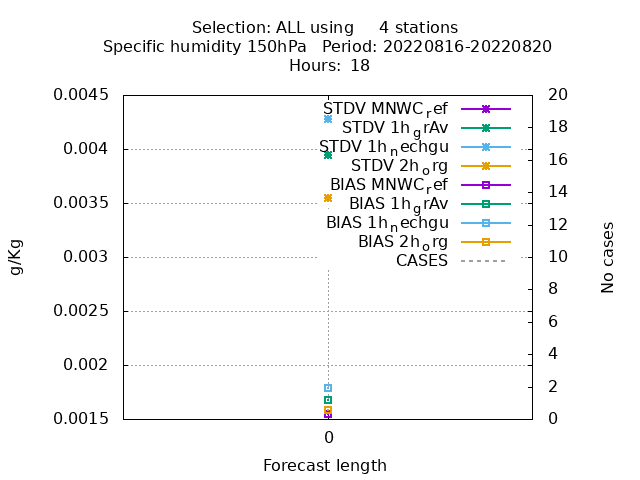 Selection: ALL using     4 stations
Specific humidity 150hPa   Period: 20220816-20220820
Hours: 18
0.0045
0.004
0.0035
0.003
0.0025
0.002
0.0015
g/Kg
STDV MNWC_ref
STDV 1h_grAv
STDV 1h_nechgu
STDV 2h_org
BIAS MNWC_ref
BIAS 1h_grAv
BIAS 1h_nechgu
BIAS 2h_org
CASES
20
18
16
14
12
10
8
6
4
2
0
No cases
0
Forecast length